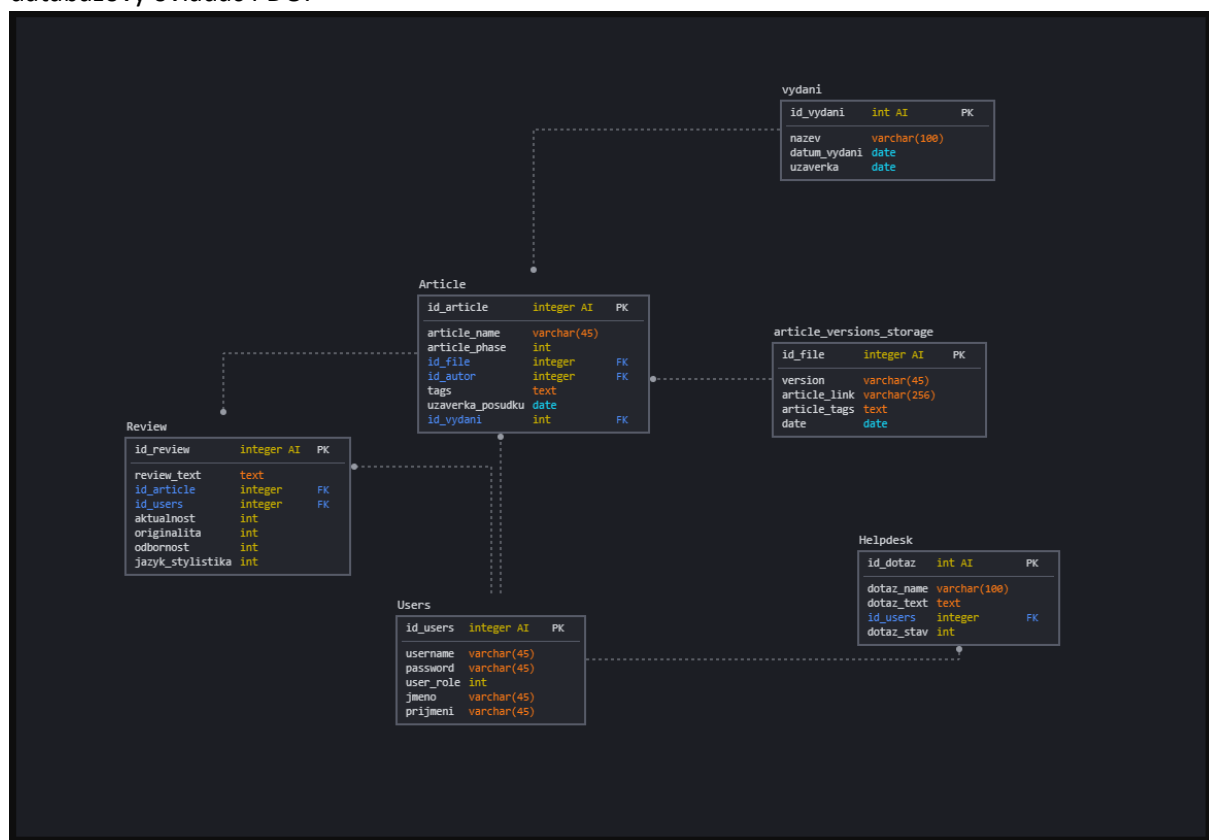 databázový ovladač PDO.
vydani
id_vydani int AI PK
nazev varchar(100)
datum_vydani date
uzaverka date
Article
id_article integer AI PK
article_name varchar(45)
article_phase int
id_file integer FK
id_autor integer FK
tags text
uzaverka_posudku date
id_vydani int FK
article_versions_storage
id_file integer AI PK
version varchar(45)
article_link varchar(256)
article_tags text
date date
Review
id_review integer AI PK
review_text text
id_article integer FK
id_users integer FK
aktualnost int
originalita int
odbornost int
jazyk_stylistika int
Helpdesk
id_dotaz int AI PK
dotaz_name varchar(100)
dotaz_text text
id_users integer FK
dotaz_stav int
Users
id_users integer AI PK
username varchar(45)
password varchar(45)
user_role int
jmeno varchar(45)
prijmeni varchar(45)